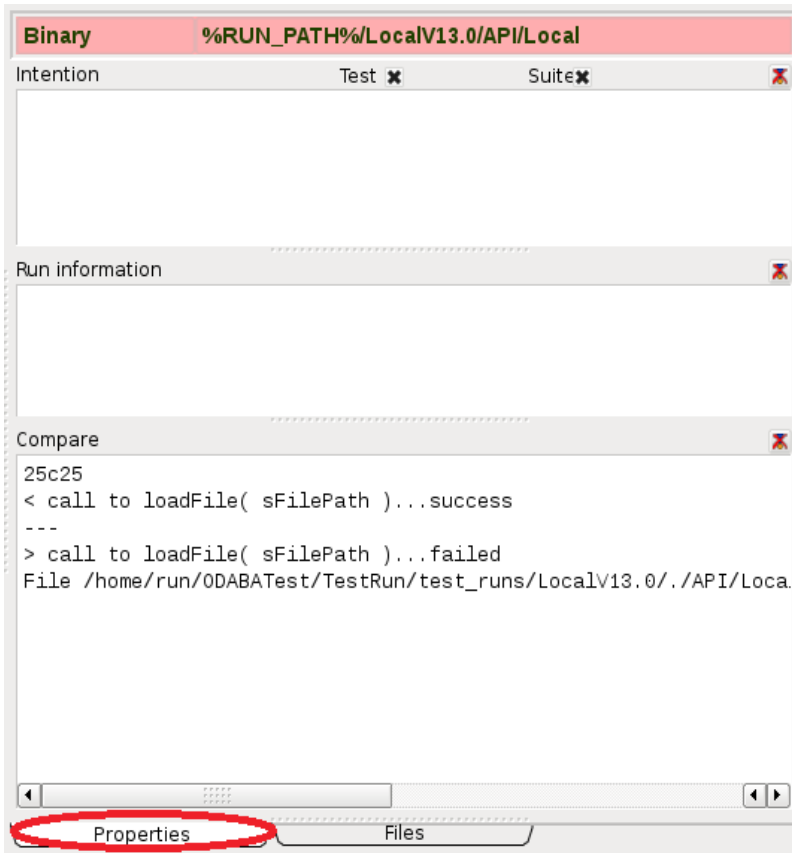 Binary %RUN_PATH%/LocalV13.0/API/Local
Intention Test Suite
Run information
Compare
25c25
< call to loadFile( sFilePath )...success
---
> call to loadFile( sFilePath )...failed
File /home/run/ODABATest/TestRun/test_runs/LocalV13.0/./API/Loca
Properties Files